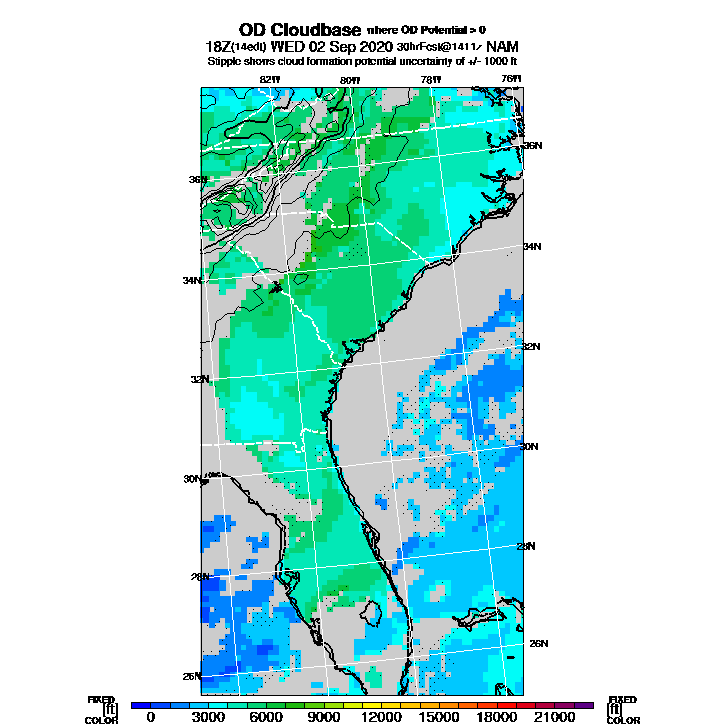 OD Cloudbase where OD Potential > 0
18Z(14edt) WED 02 Sep 2020 30hrFcst@1411z NAM
Stipple shows cloud formation potential uncertainty of +/- 1000 ft
82W 80W 78W 76W
36N
36N
34N
34N
32N
32N
30N
30N
28N
28N
26N
26N
FIXED FIXED
[ft] [ft]
COLOR 0 3000 6000 9000 12000 15000 18000 21000 COLOR